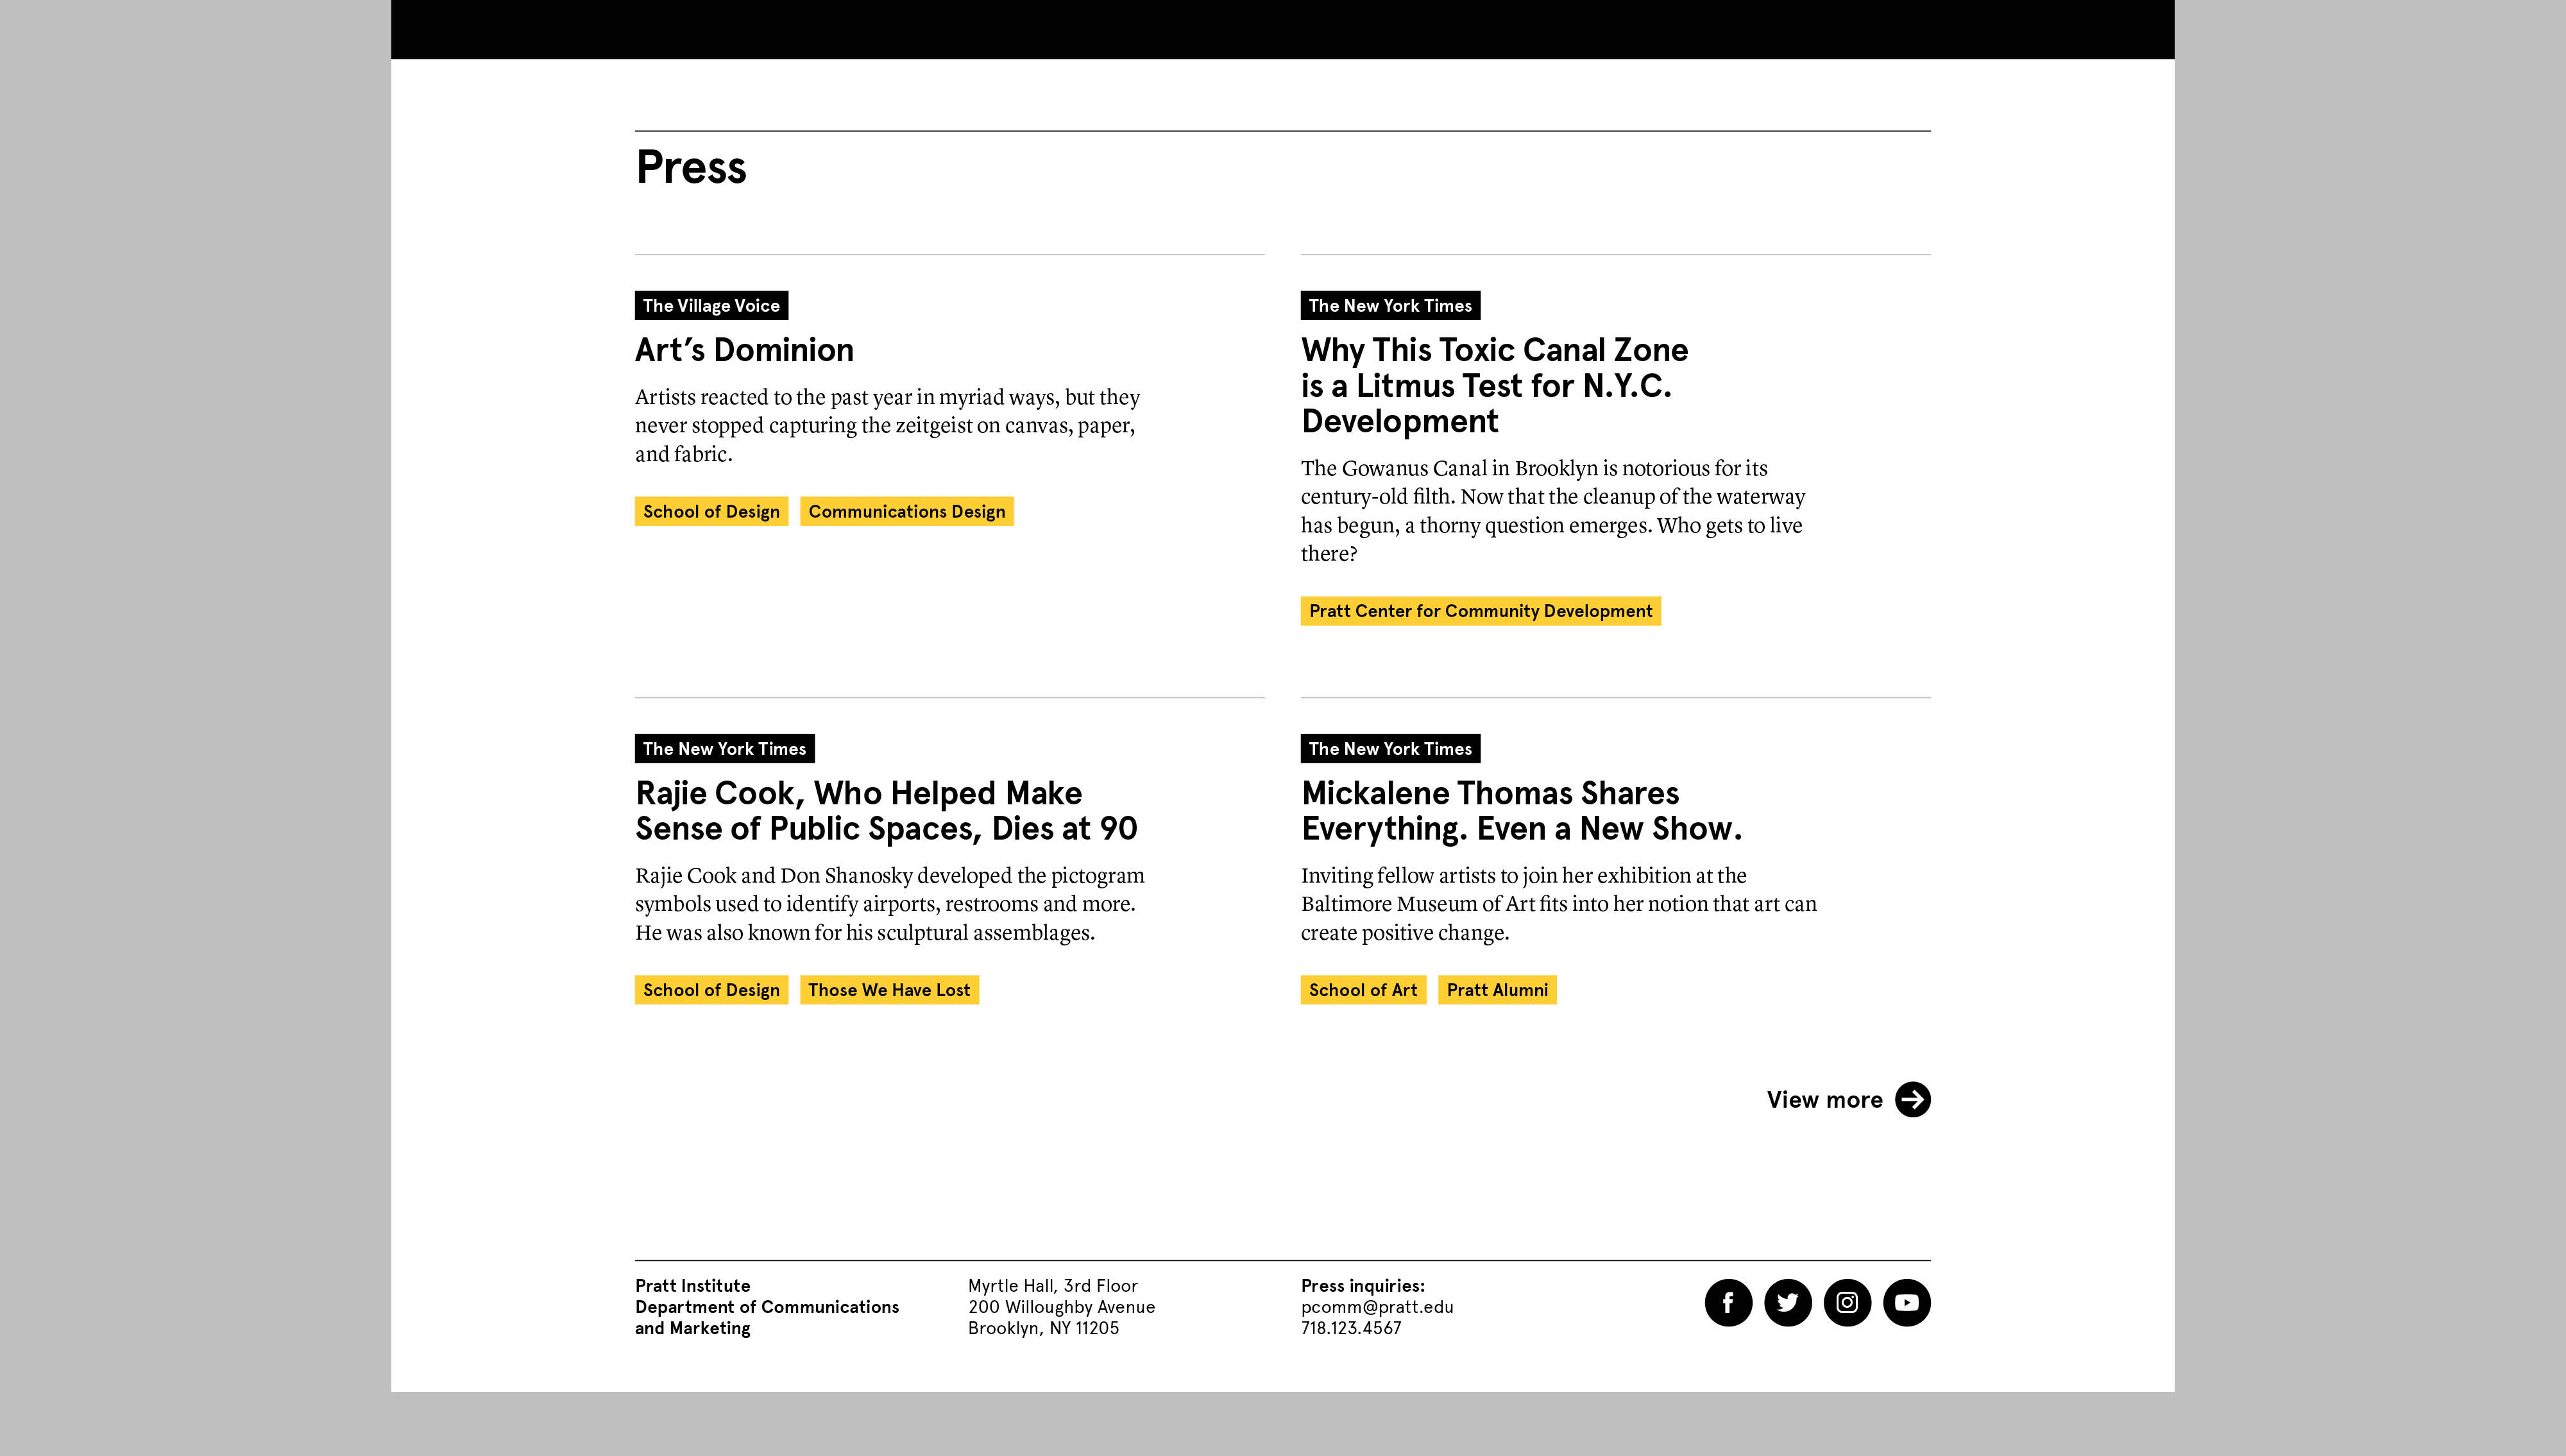 Press
The Village Voice
Art’s Dominion
Artists reacted to the past year in myriad ways, but they
never stopped capturing the zeitgeist on canvas, paper,
and fabric.
School of Design
Communications Design
The New York Times
Why This Toxic Canal Zone
is a Litmus Test for N.Y.C.
Development
The Gowanus Canal in Brooklyn is notorious for its
century-old filth. Now that the cleanup of the waterway
has begun, a thorny question emerges. Who gets to live
there?
Pratt Center for Community Development
The New York Times
Rajie Cook, Who Helped Make
Sense of Public Spaces, Dies at 90
Rajie Cook and Don Shanosky developed the pictogram
symbols used to identify airports, restrooms and more.
He was also known for his sculptural assemblages.
School of Design
Those We Have Lost
The New York Times
Mickalene Thomas Shares
Everything. Even a New Show.
Inviting fellow artists to join her exhibition at the
Baltimore Museum of Art fits into her notion that art can
create positive change.
School of Art
Pratt Alumni
View more
Pratt Institute
Department of Communications
and Marketing
Myrtle Hall, 3rd Floor
200 Willoughby Avenue
Brooklyn, NY 11205
Press inquiries:
pcomm@pratt.edu
718.123.4567